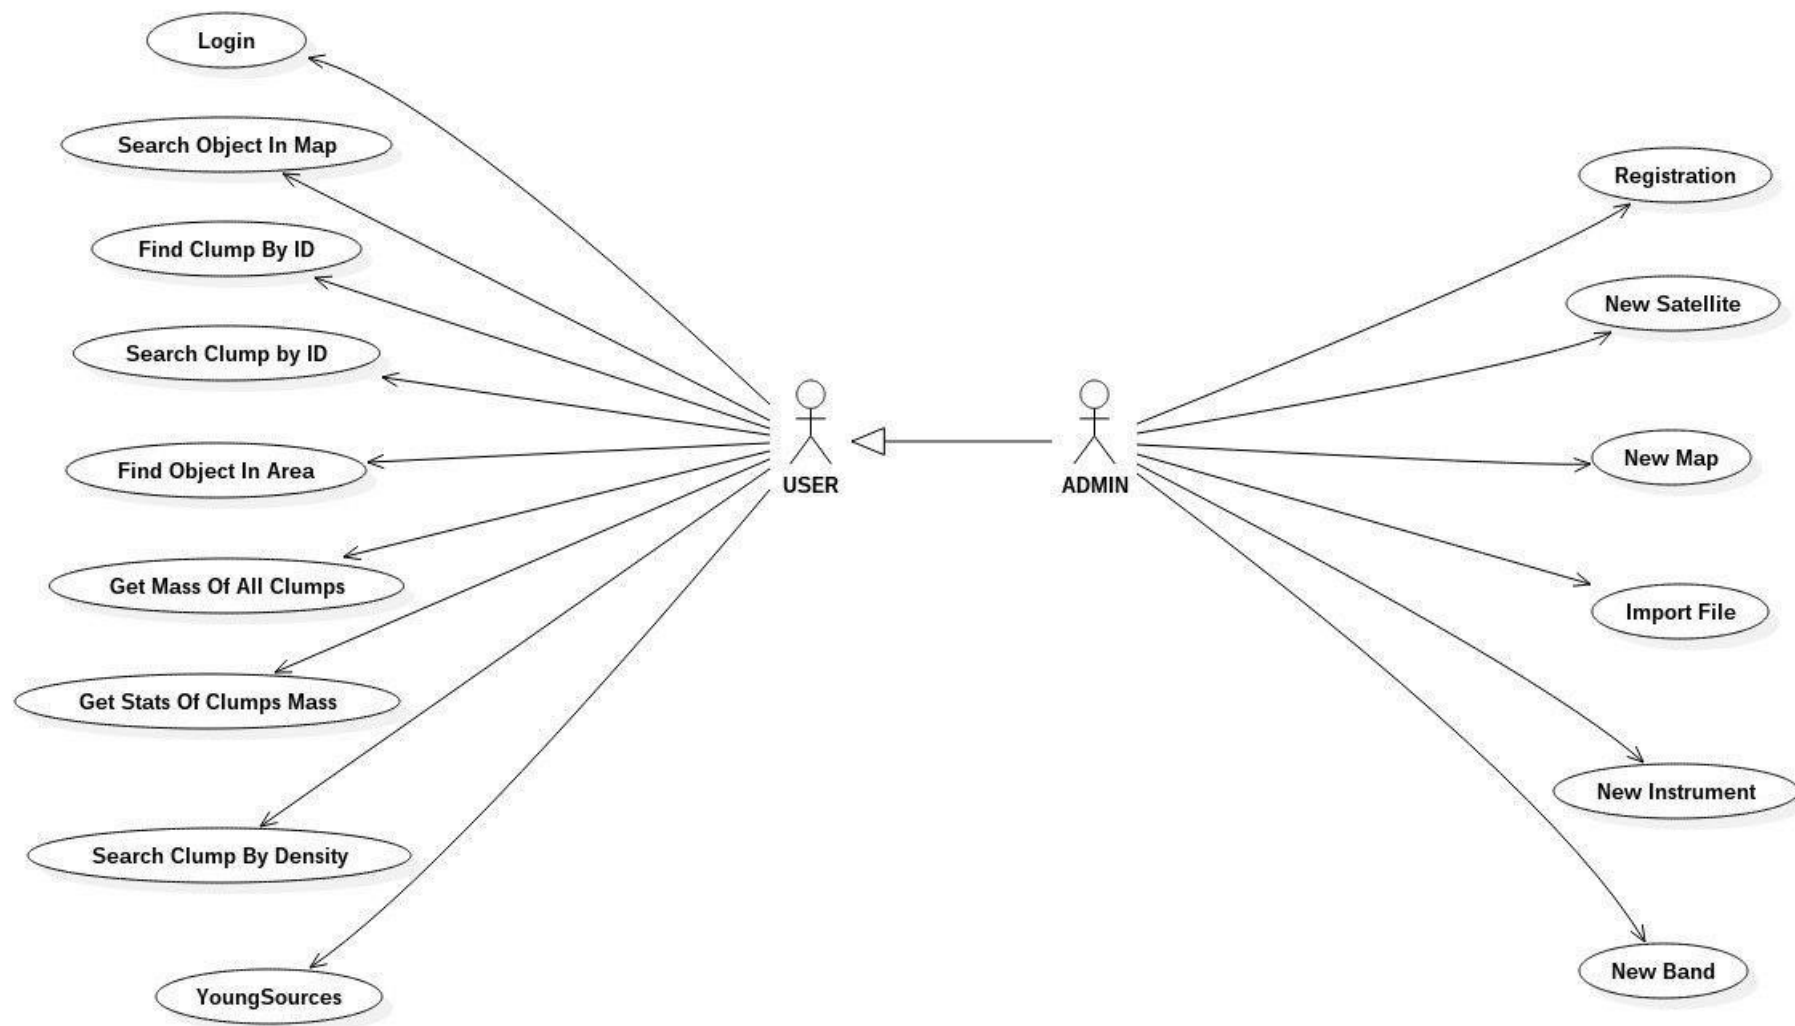 Login
Search Object In Map
Find Clump By ID
Search Clump by ID
Find Object In Area
Get Mass Of All Clumps
Get Stats Of Clumps Mass
Search Clump By Density
YoungSources
USER
ADMIN
Registration
New Satellite
New Map
Import File
New Instrument
New Band